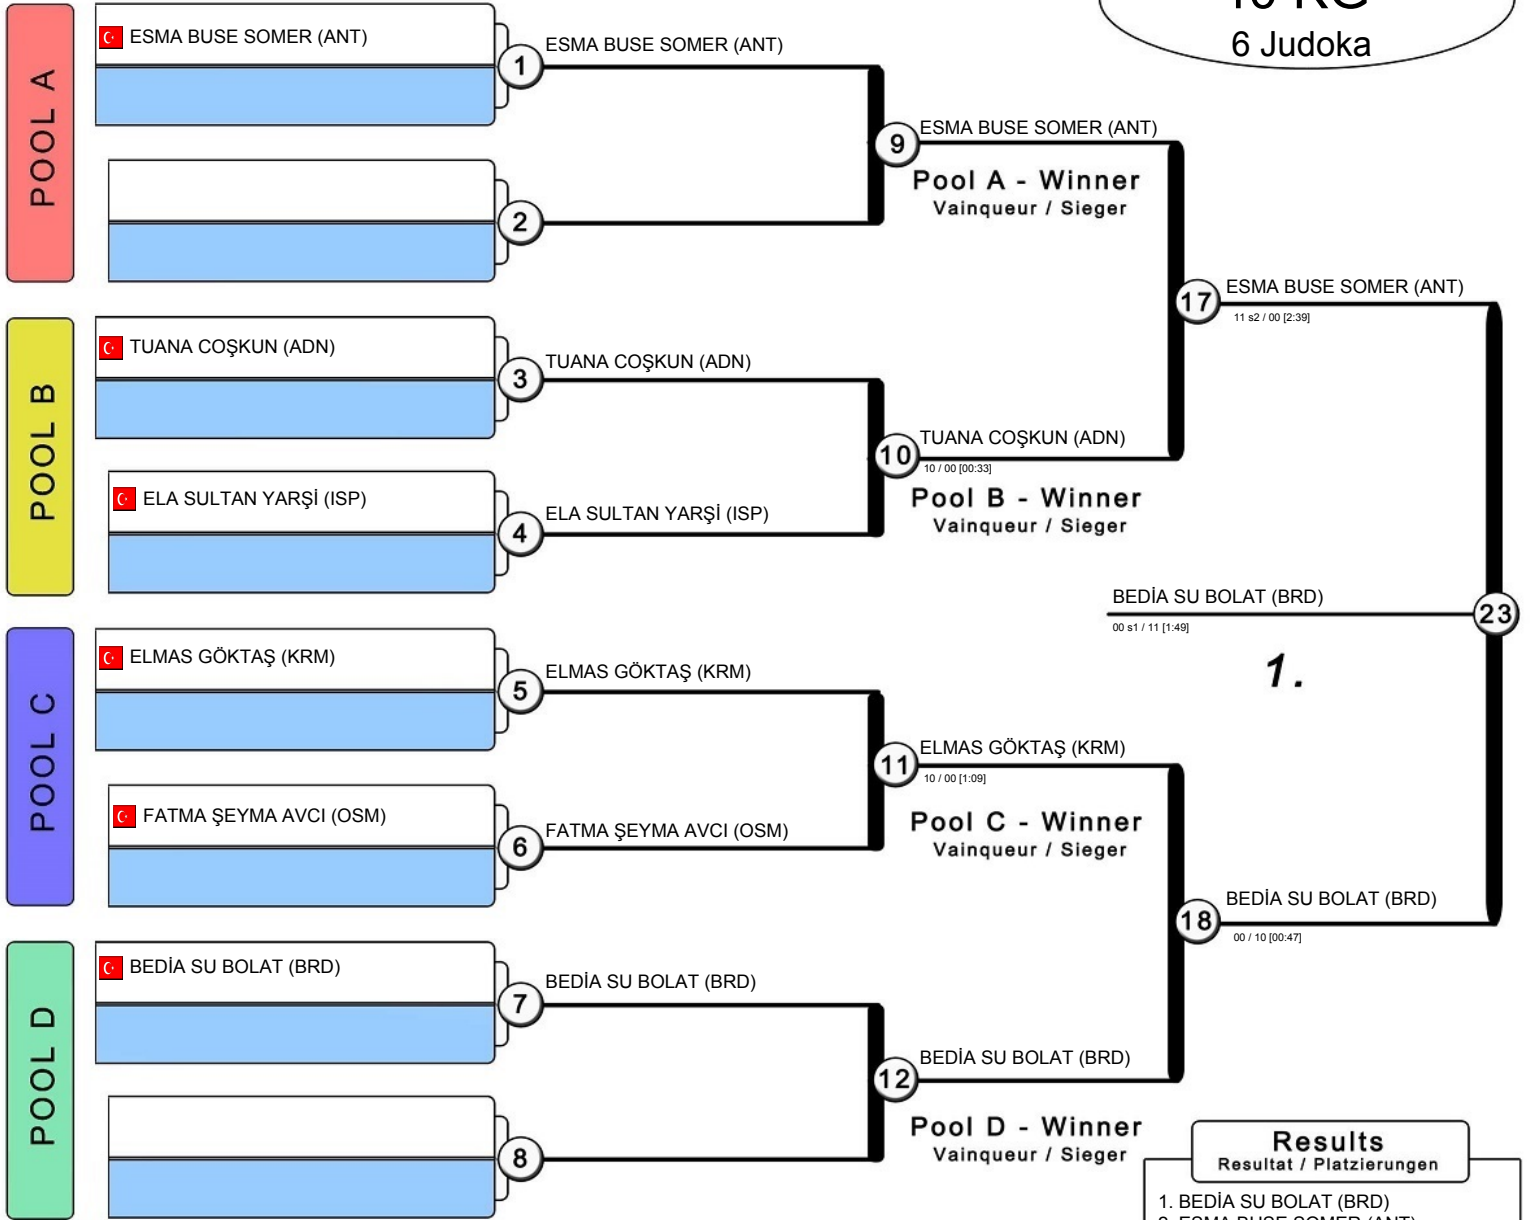 6 Judoka
POOL A
ESMA BUSE SOMER (ANT)
1
ESMA BUSE SOMER (ANT)
2
9
ESMA BUSE SOMER (ANT)
Pool A - Winner
Vainqueur / Sieger
17
ESMA BUSE SOMER (ANT)
11 s2 / 00 [2:39]
POOL B
TUANA COŞKUN (ADN)
3
TUANA COŞKUN (ADN)
ELA SULTAN YARŞİ (ISP)
4
ELA SULTAN YARŞİ (ISP)
10
TUANA COŞKUN (ADN)
10 / 00 [00:33]
Pool B - Winner
Vainqueur / Sieger
BEDİA SU BOLAT (BRD)
00 s1 / 11 [1:49]
23
1.
POOL C
ELMAS GÖKTAŞ (KRM)
5
ELMAS GÖKTAŞ (KRM)
FATMA ŞEYMA AVCI (OSM)
6
FATMA ŞEYMA AVCI (OSM)
11
ELMAS GÖKTAŞ (KRM)
10 / 00 [1:09]
Pool C - Winner
Vainqueur / Sieger
18
BEDİA SU BOLAT (BRD)
00 / 10 [00:47]
POOL D
BEDİA SU BOLAT (BRD)
7
BEDİA SU BOLAT (BRD)
8
12
BEDİA SU BOLAT (BRD)
Pool D - Winner
Vainqueur / Sieger
Results
Resultat / Platzierungen
1. BEDİA SU BOLAT (BRD)
2. ESMA BUSE SOMER (ANT)